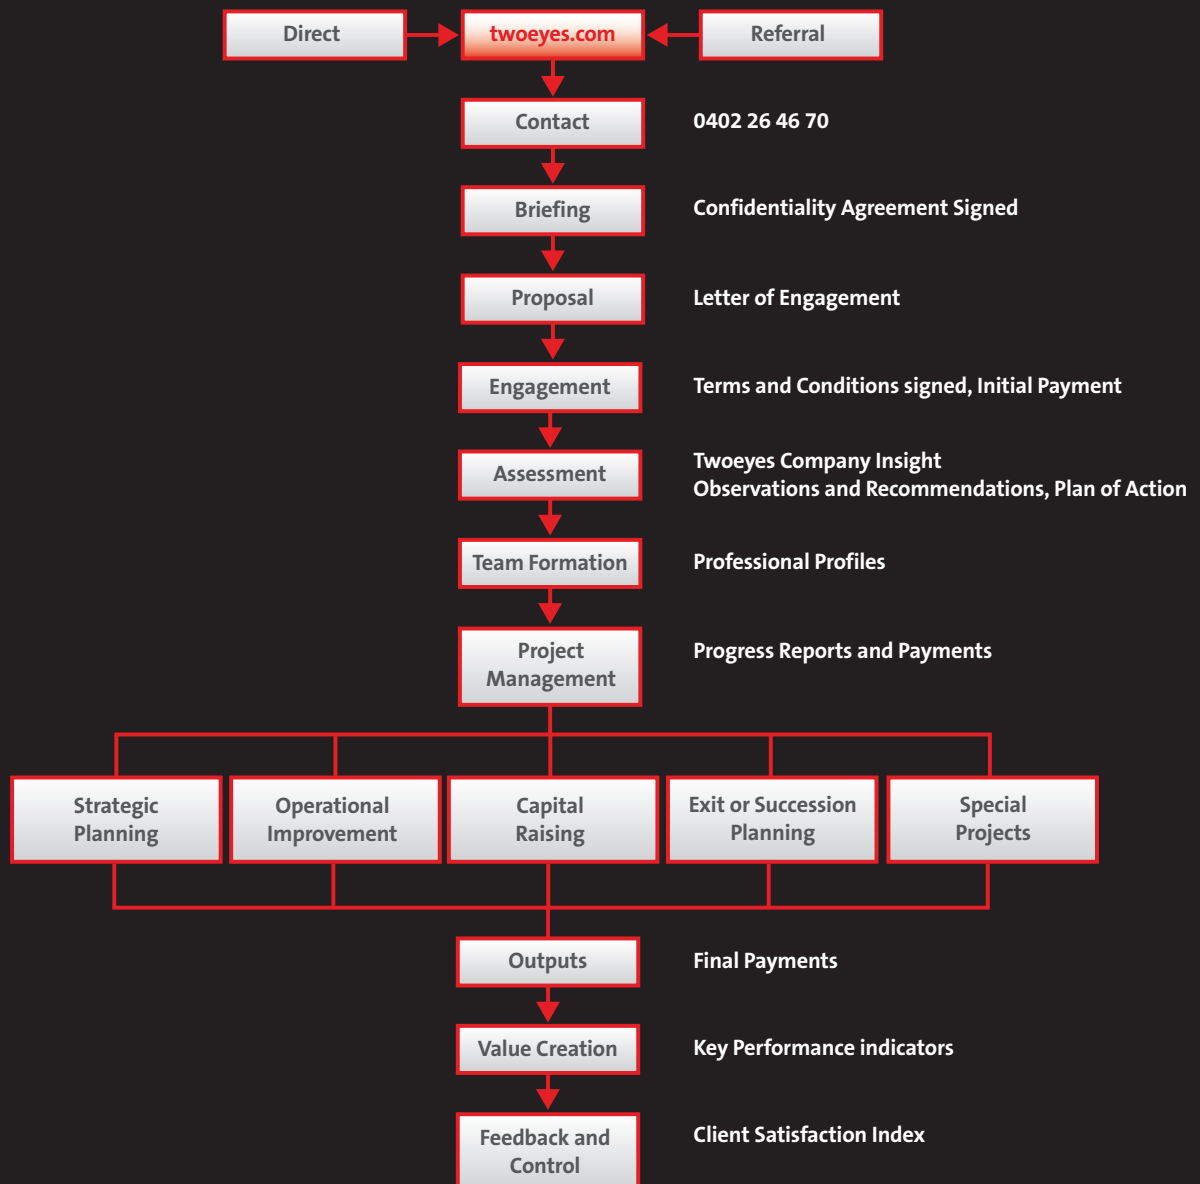 Direct
twoeyes.com
Referral
Contact
0402 26 46 70
Briefing
Confidentiality Agreement Signed
Proposal
Letter of Engagement
Engagement
Terms and Conditions signed, Initial Payment
Assessment
Twoeyes Company Insight
Observations and Recommendations, Plan of Action
Team Formation
Professional Profiles
Project
Management
Progress Reports and Payments
Strategic
Planning
Operational
Improvement
Capital
Raising
Exit or Succession
Planning
Special
Projects
Outputs
Final Payments
Value Creation
Key Performance indicators
Feedback and
Control
Client Satisfaction Index